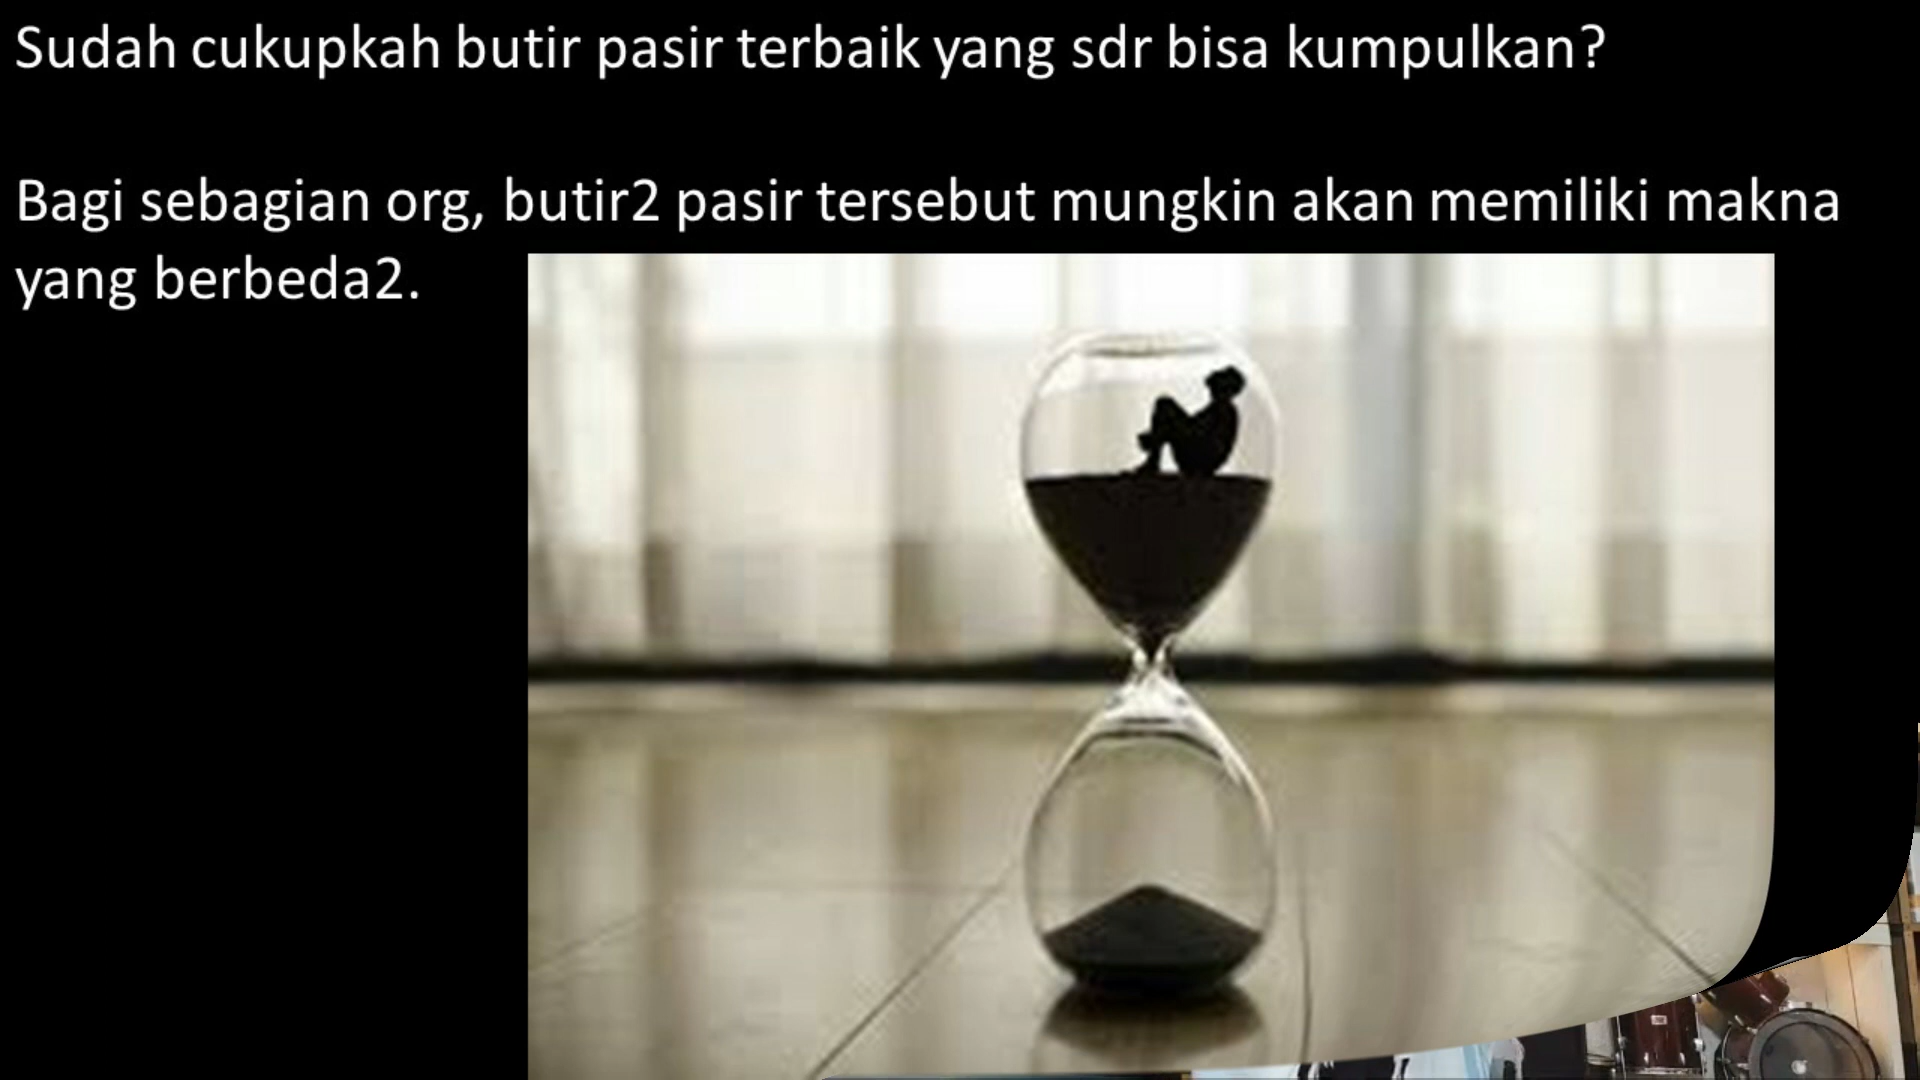 Sudah cukupkah butir pasir terbaik yang sdr bisa kumpulkan?
Bagi sebagian org, butir2 pasir tersebut mungkin akan memiliki makna
yang berbeda2.